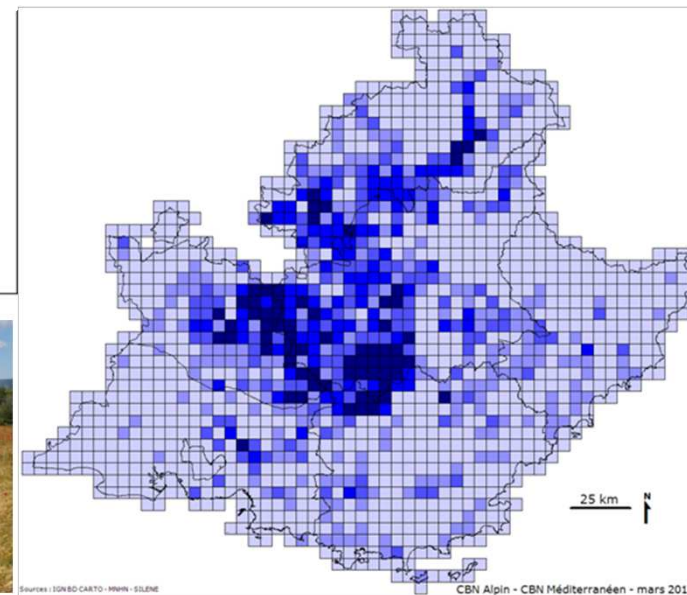 25 km
N
Sources : IGN BD CARTO - MNHN - SILENE
CBN Alpin - CBN Méditerranéen - mars 201